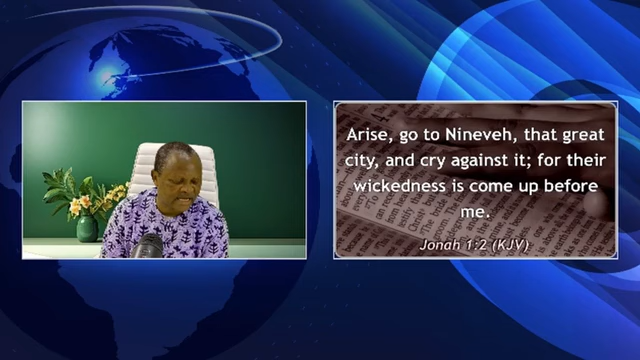 Arise, go to Nineveh, that great
city, and cry against it; for their
wickedness is come up before
me.
Jonah 1:2 (KJV)